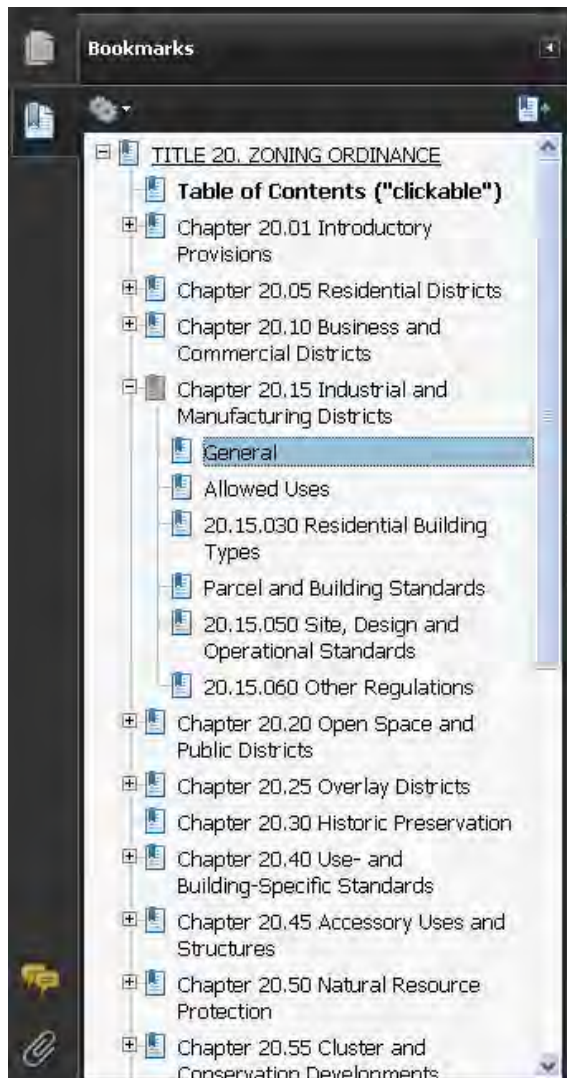 Bookmarks
TITLE 20. ZONING ORDINANCE
Table of Contents ("clickable")
Chapter 20.01 Introductory
Provisions
Chapter 20.05 Residential Districts
Chapter 20.10 Business and
Commercial Districts
Chapter 20.15 Industrial and
Manufacturing Districts
General
Allowed Uses
20.15.030 Residential Building
Types
Parcel and Building Standards
20.15.050 Site, Design and
Operational Standards
20.15.060 Other Regulations
Chapter 20.20 Open Space and
Public Districts
Chapter 20.25 Overlay Districts
Chapter 20.30 Historic Preservation
Chapter 20.40 Use- and
Building-Specific Standards
Chapter 20.45 Accessory Uses and
Structures
Chapter 20.50 Natural Resource
Protection
Chapter 20.55 Cluster and
Conservation Developments